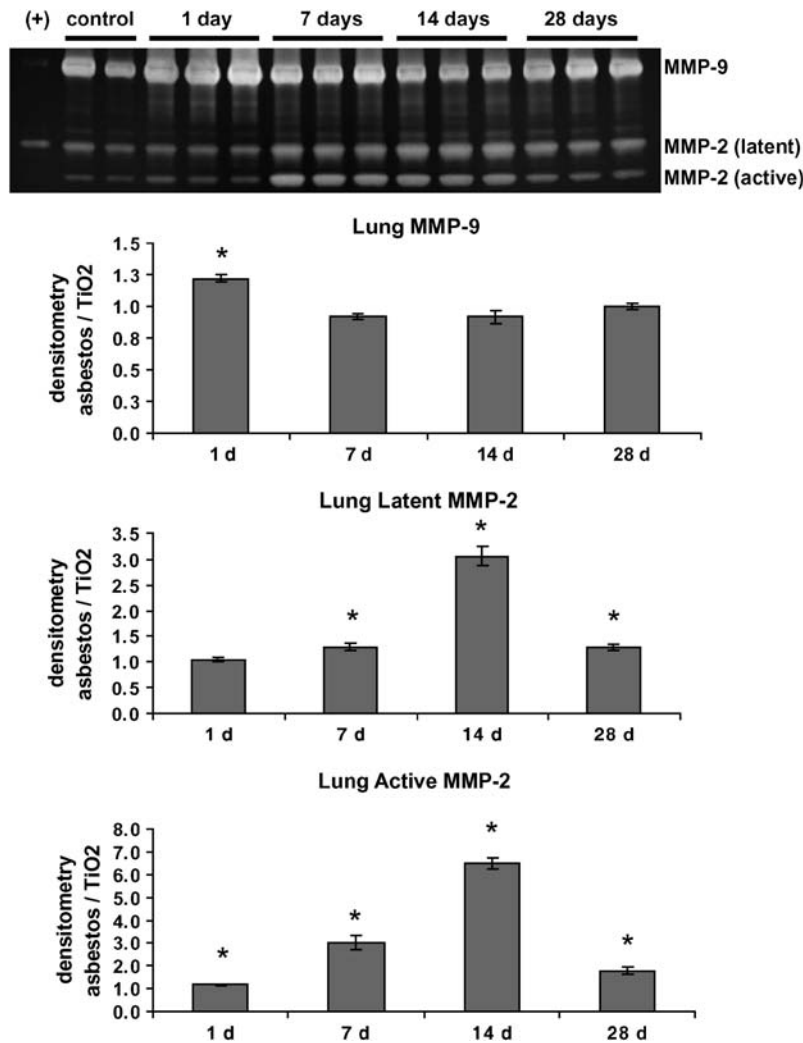 (+) control 1 day 7 days 14 days 28 days
MMP-9
MMP-2 (latent)
MMP-2 (active)
Lung MMP-9
densitometry
asbestos / TiO2
1.5
1.3
1.0
0.8
0.5
0.3
0.0
*
1 d 7 d 14 d 28 d
Lung Latent MMP-2
densitometry
asbestos / TiO2
3.5
3.0
2.5
2.0
1.5
1.0
0.5
0.0
* * *
1 d 7 d 14 d 28 d
Lung Active MMP-2
densitometry
asbestos / TiO2
8.0
7.0
6.0
5.0
4.0
3.0
2.0
1.0
0.0
* * * *
1 d 7 d 14 d 28 d